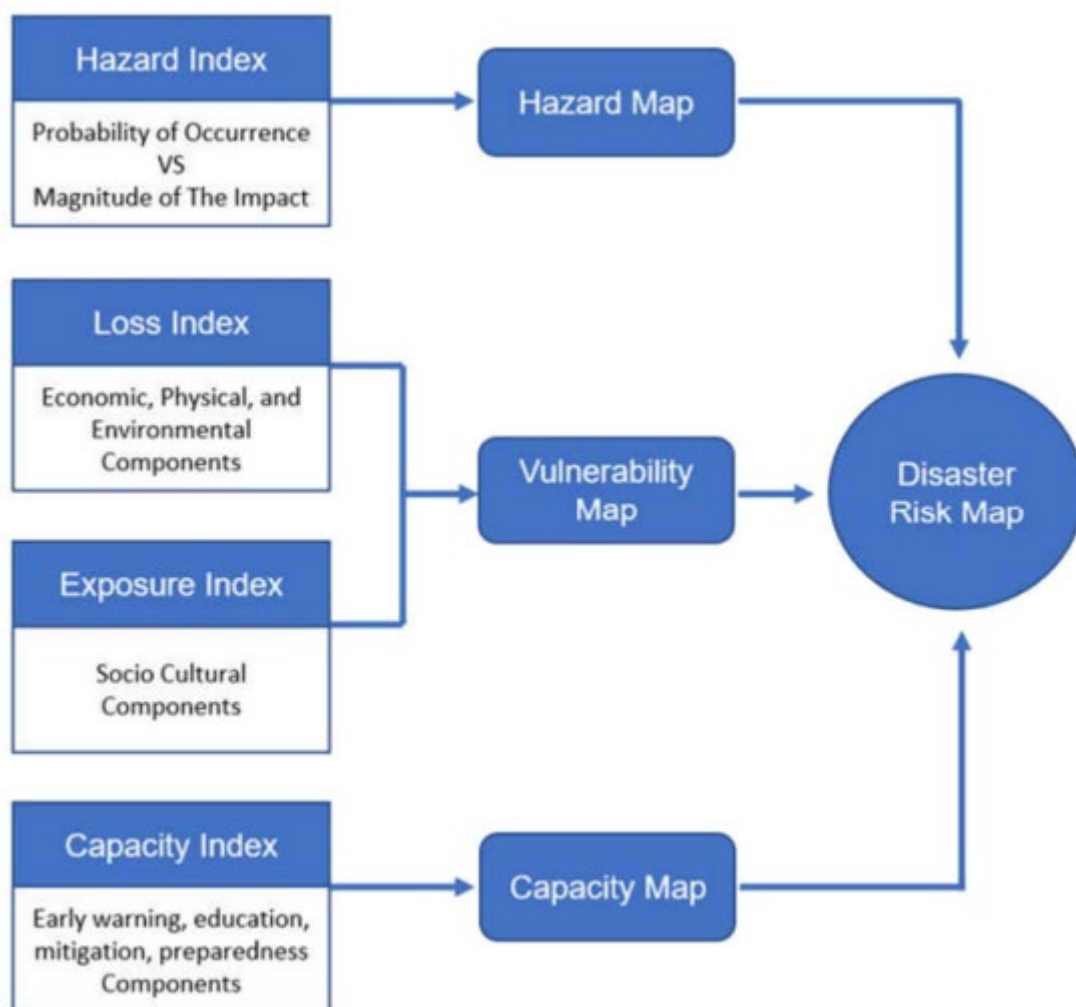 Hazard Index
Probability of Occurrence
VS
Magnitude of The Impact
Hazard Map
Loss Index
Economic, Physical, and
Environmental
Components
Vulnerability
Map
Disaster
Risk Map
Exposure Index
Socio Cultural
Components
Capacity Index
Early warning, education,
mitigation, preparedness
Components
Capacity Map